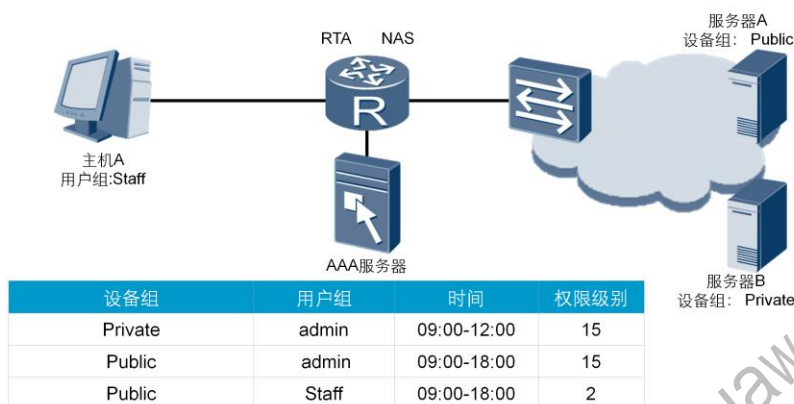 服务器A
设备组： Public
RTA NAS
R
主机A
用户组:Staff
AAA服务器
服务器B
设备组： Private
设备组 用户组 时间 权限级别
Private admin 09:00-12:00 15
Public admin 09:00-18:00 15
Public Staff 09:00-18:00 2